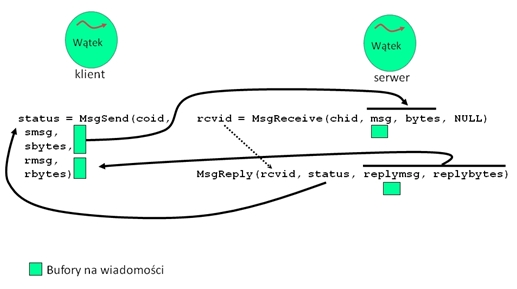 Wątek
klient
Wątek
serwer
status = MsgSend(coid,
smsg,
sbytes,
rmsg,
rbytes)
rcvid = MsgReceive(chid, msg, bytes, NULL)
MsgReply(rcvid, status, replymsg, replybytes)
Bufory na wiadomości